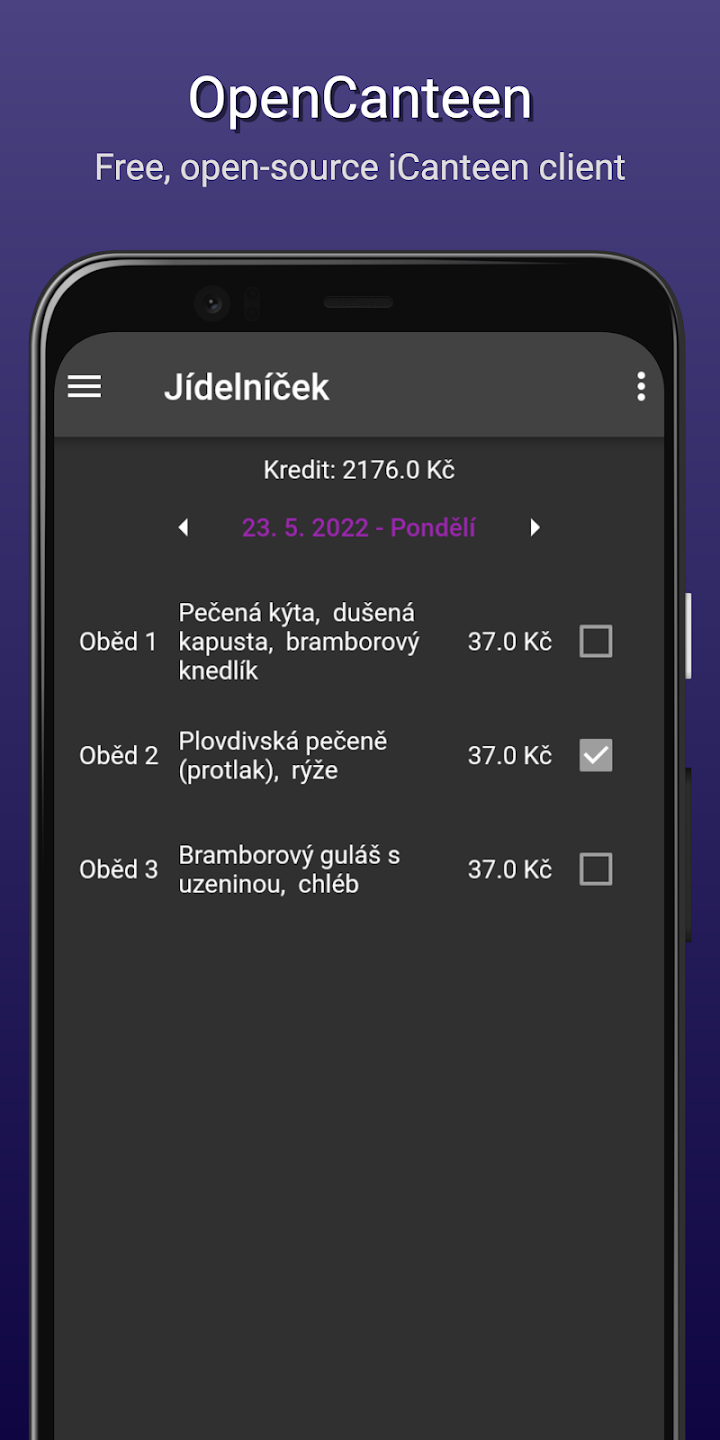 OpenCanteen
Free, open-source iCanteen client
Jídelníček
Kredit: 2176.0 Kč
23. 5. 2022 - Pondělí
Oběd 1
Pečená kýta, dušená
kapusta, bramborový
knedlík
37.0 Kč
Oběd 2
Plovdivská pečeně
(protlak), rýže
37.0 Kč
Oběd 3
Bramborový guláš s
uzeninou, chléb
37.0 Kč